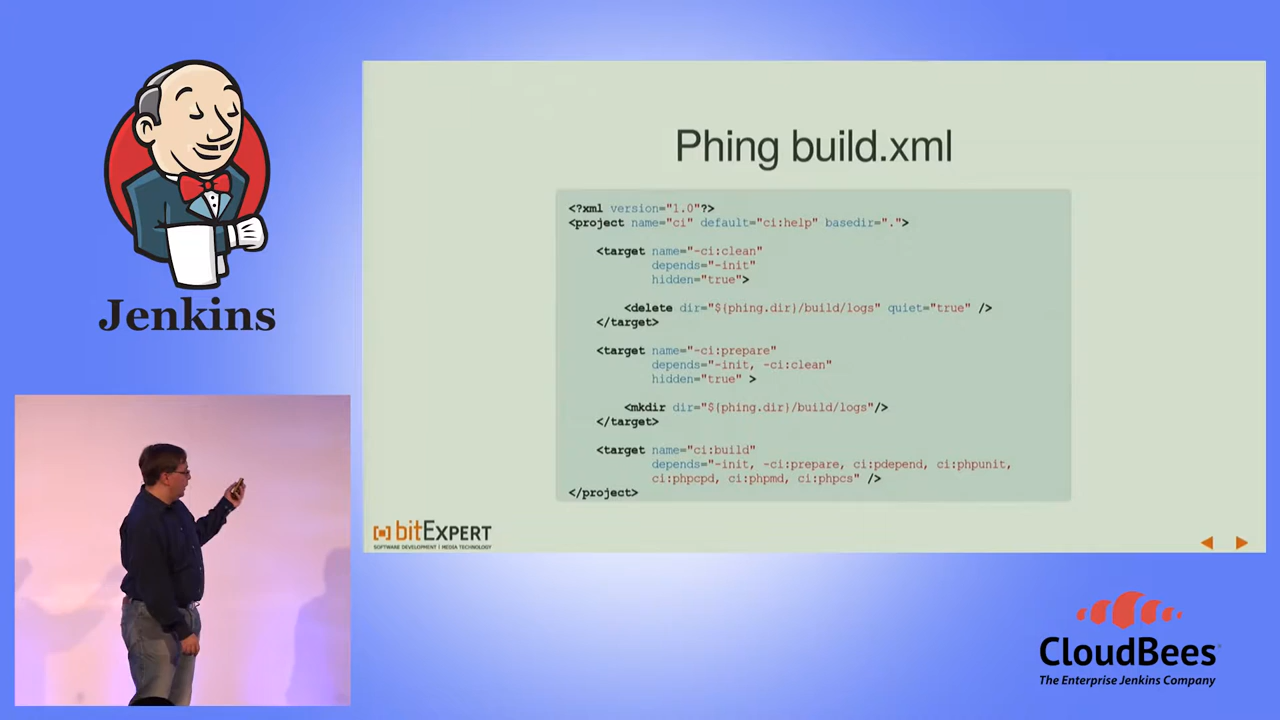 Jenkins
Phing build.xml
<?xml version="1.0"?>
<project name="ci" default="ci:help" basedir=".">
<target name="-ci:clean"
depends="-init"
hidden="true">
<delete dir="${phing.dir}/build/logs" quiet="true" />
</target>
<target name="-ci:prepare"
depends="-init, -ci:clean"
hidden="true" >
<mkdir dir="${phing.dir}/build/logs"/>
</target>
<target name="ci:build"
depends="-init, -ci:prepare, ci:pdepend, ci:phpunit,
ci:phpcpd, ci:phpmd, ci:phpcs" />
</project>
bitExpert
SOFTWARE DEVELOPMENT | MEDIA TECHNOLOGY
CloudBees
The Enterprise Jenkins Company